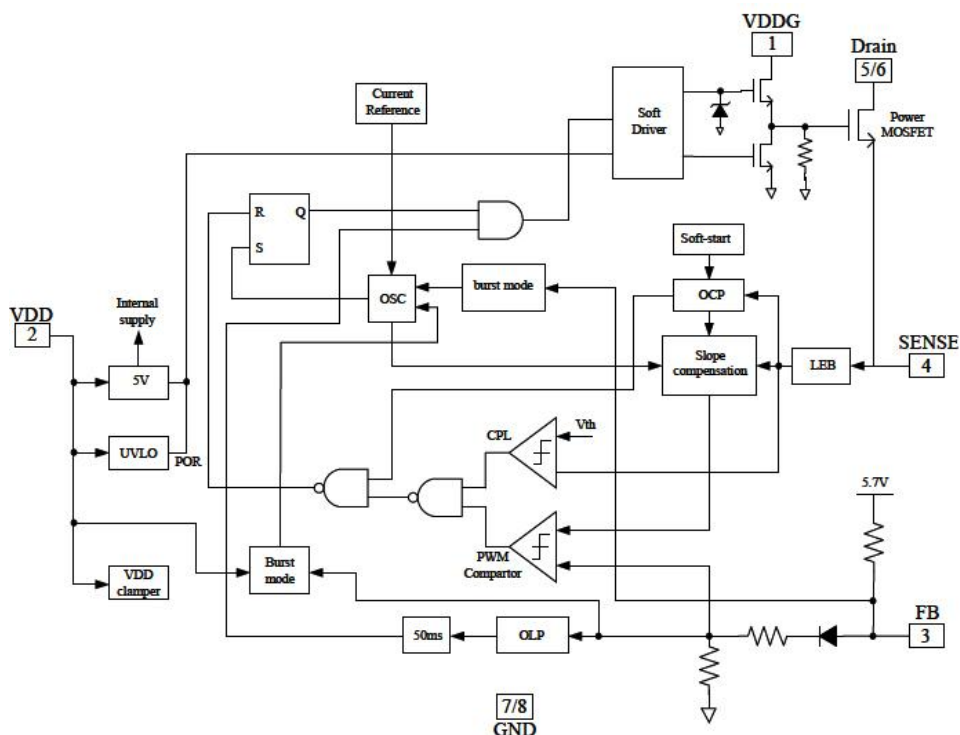 VDDG
1
Drain
5/6
Current
Reference
Soft
Driver
Power
MOSFET
R
Q
S
Soft-start
OSC
burst mode
OCP
VDD
2
Internal
supply
5V
Slope
compensation
LEB
SENSE
4
UVLO
POR
CPL
Vth
5.7V
PWM
Compartor
Burst
mode
VDD
clamper
50ms
OLP
FB
3
7/8
GND